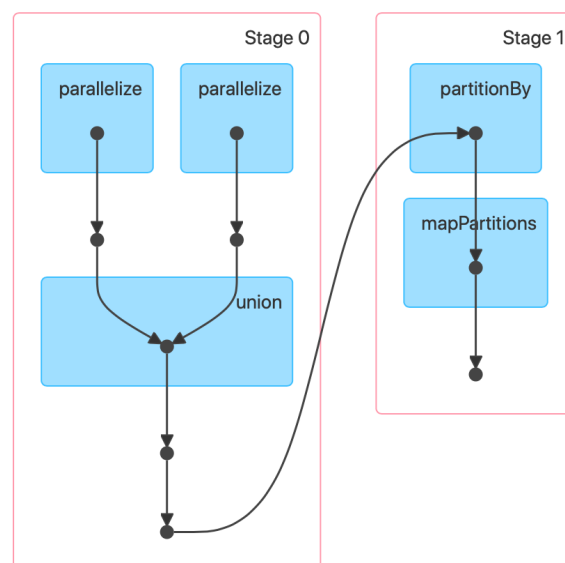 Stage 0
parallelize
parallelize
union
Stage 1
partitionBy
mapPartitions